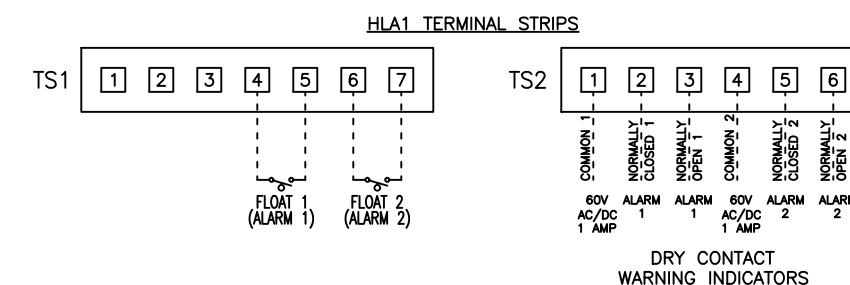 HLA1 TERMINAL STRIPS
TS1
1 2 3 4 5 6 7
FLOAT 1
(ALARM 1)
FLOAT 2
(ALARM 2)
TS2
1 2 3 4 5 6
COMMON 1
NORMALLY
CLOSED 1
NORMALLY
OPEN 1
COMMON 2
NORMALLY
CLOSED 2
NORMALLY
OPEN 2
60V
AC/DC
1 AMP
ALARM
1
ALARM
1
60V
AC/DC
1 AMP
ALARM
2
ALAR
2
DRY CONTACT
WARNING INDICATORS